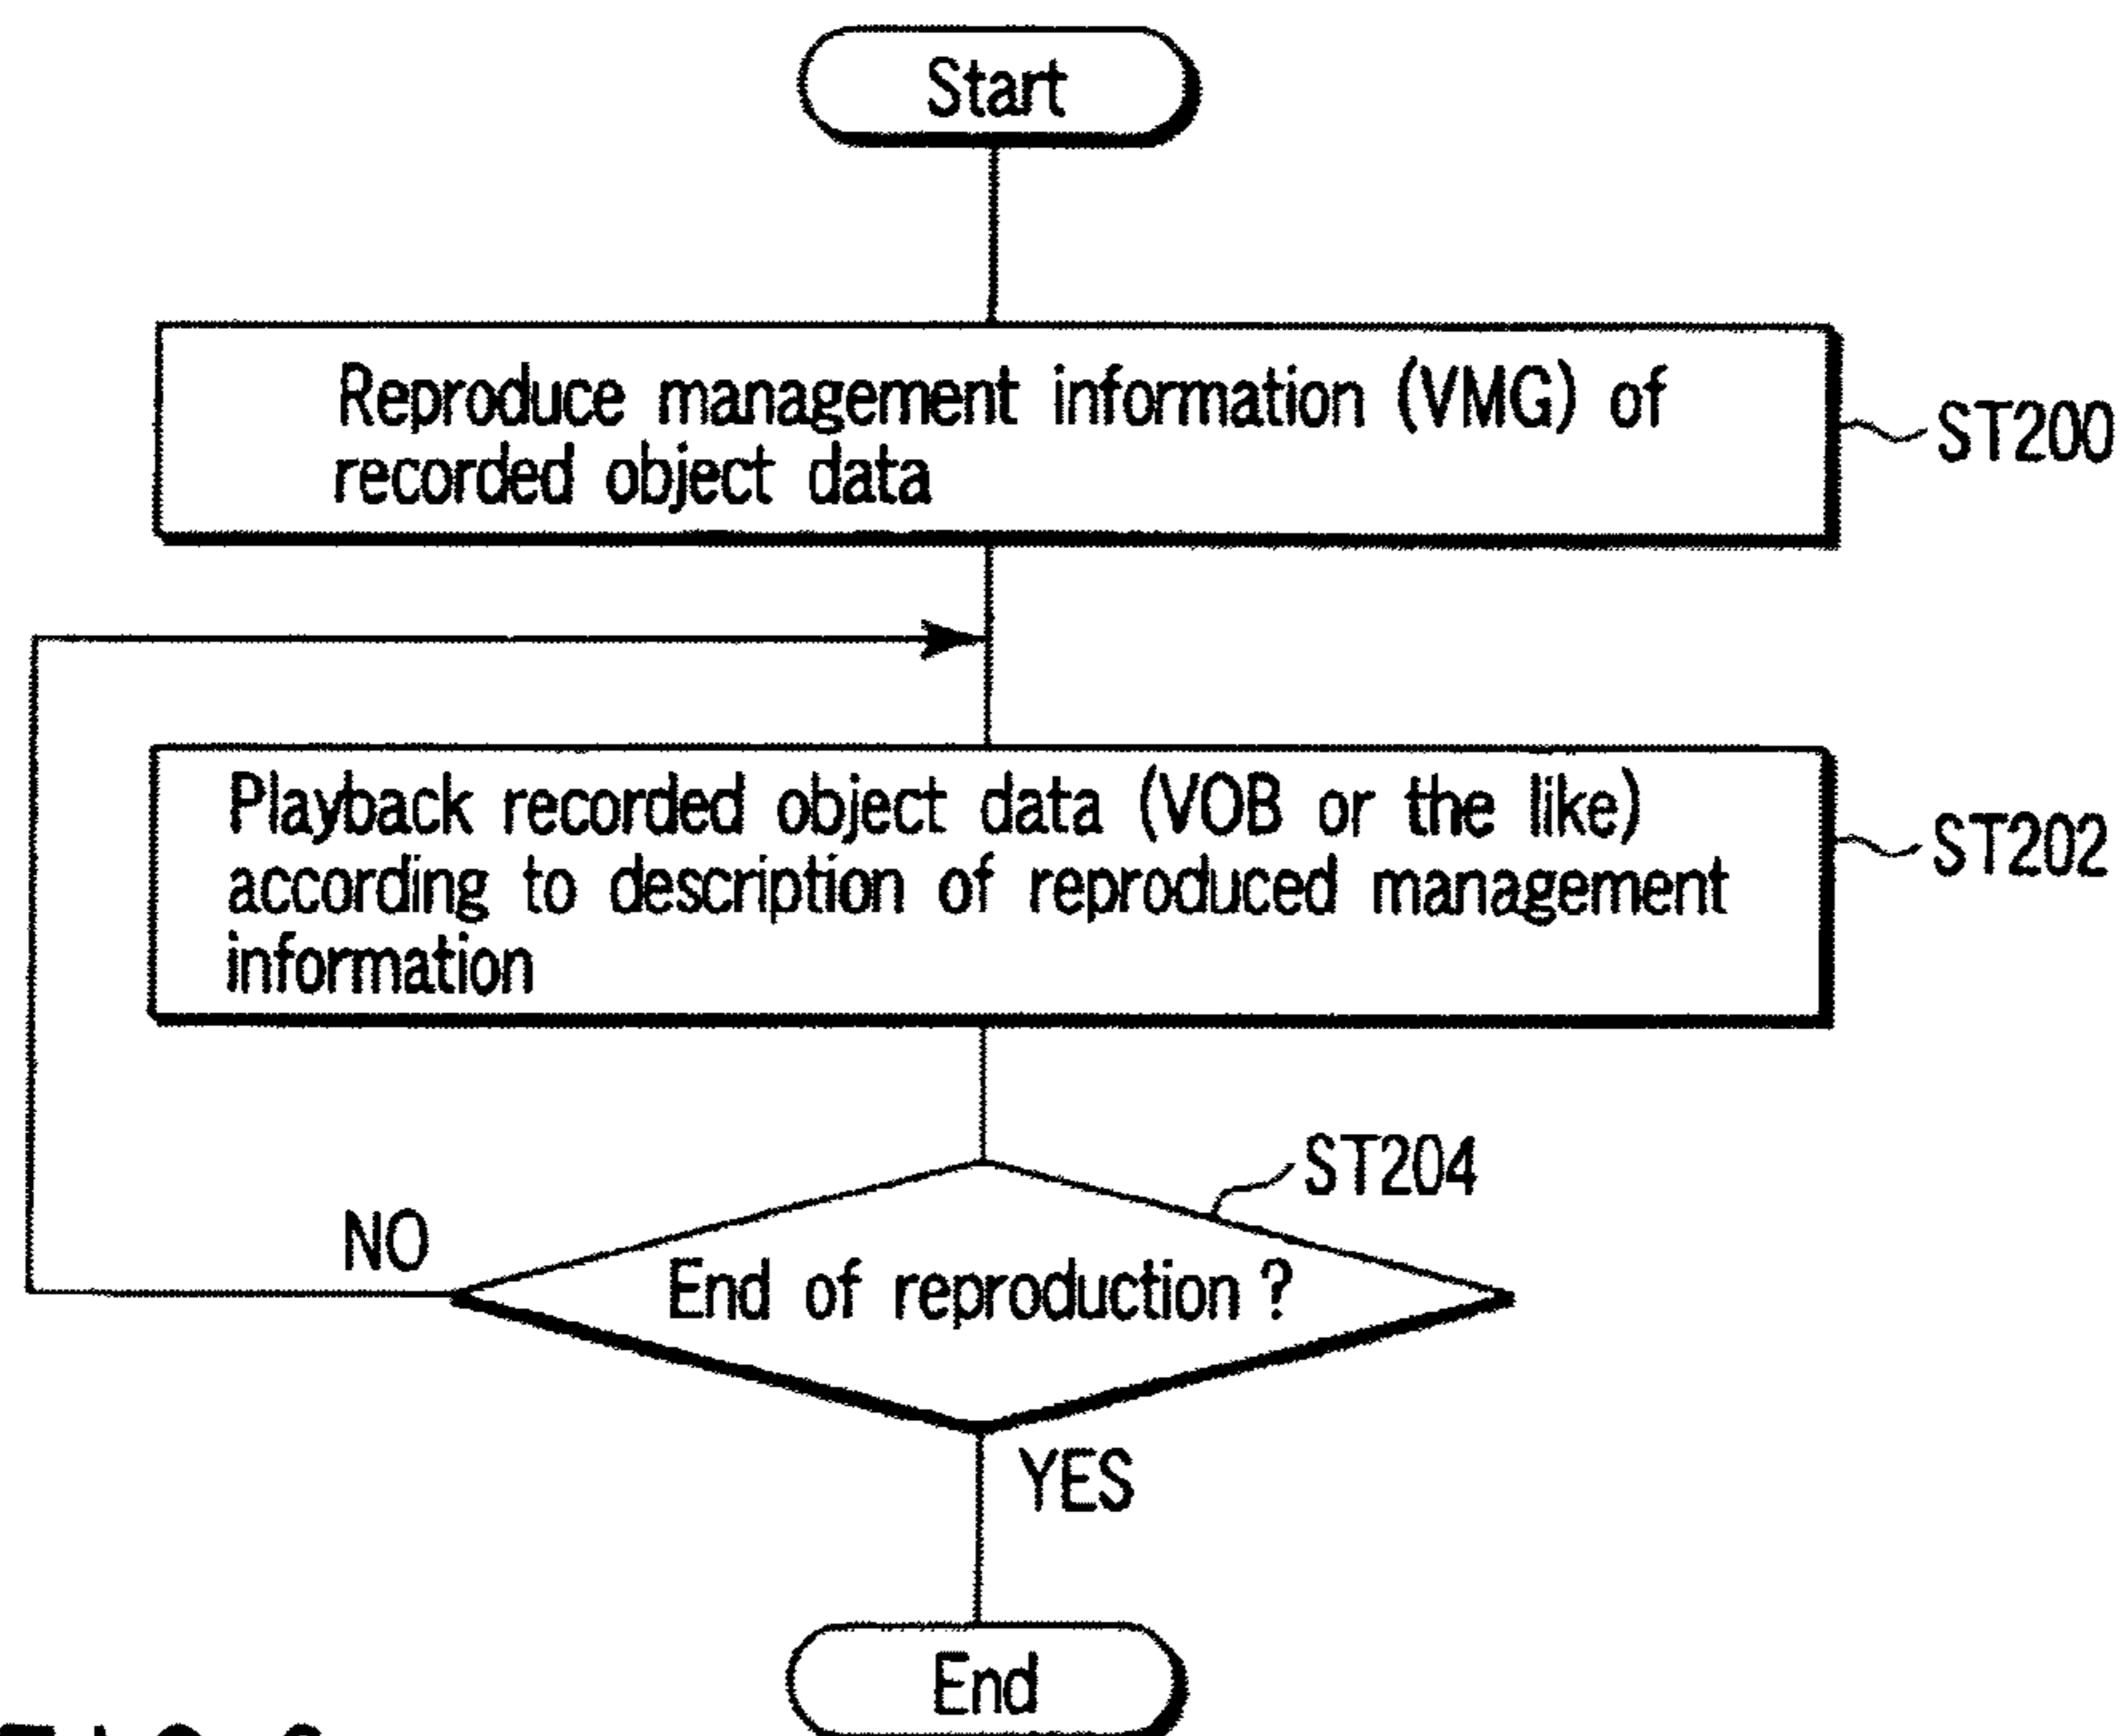 Start
Reproduce management information (VMG) of
recorded object data
ST200
Playback recorded object data (VOB or the like)
according to description of reproduced management
information
ST202
ST204
NO
End of reproduction ?
YES
End